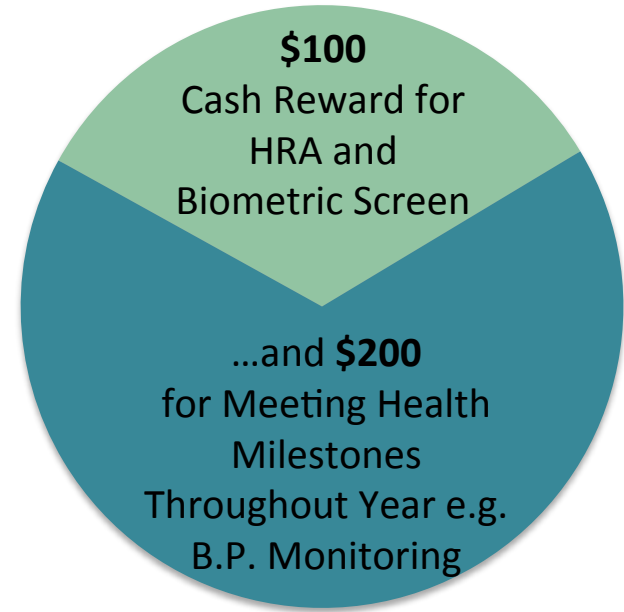 $100
Cash Reward for
HRA and
Biometric Screen
...and $200
for Meeting Health
Milestones
Throughout Year e.g.
B.P. Monitoring